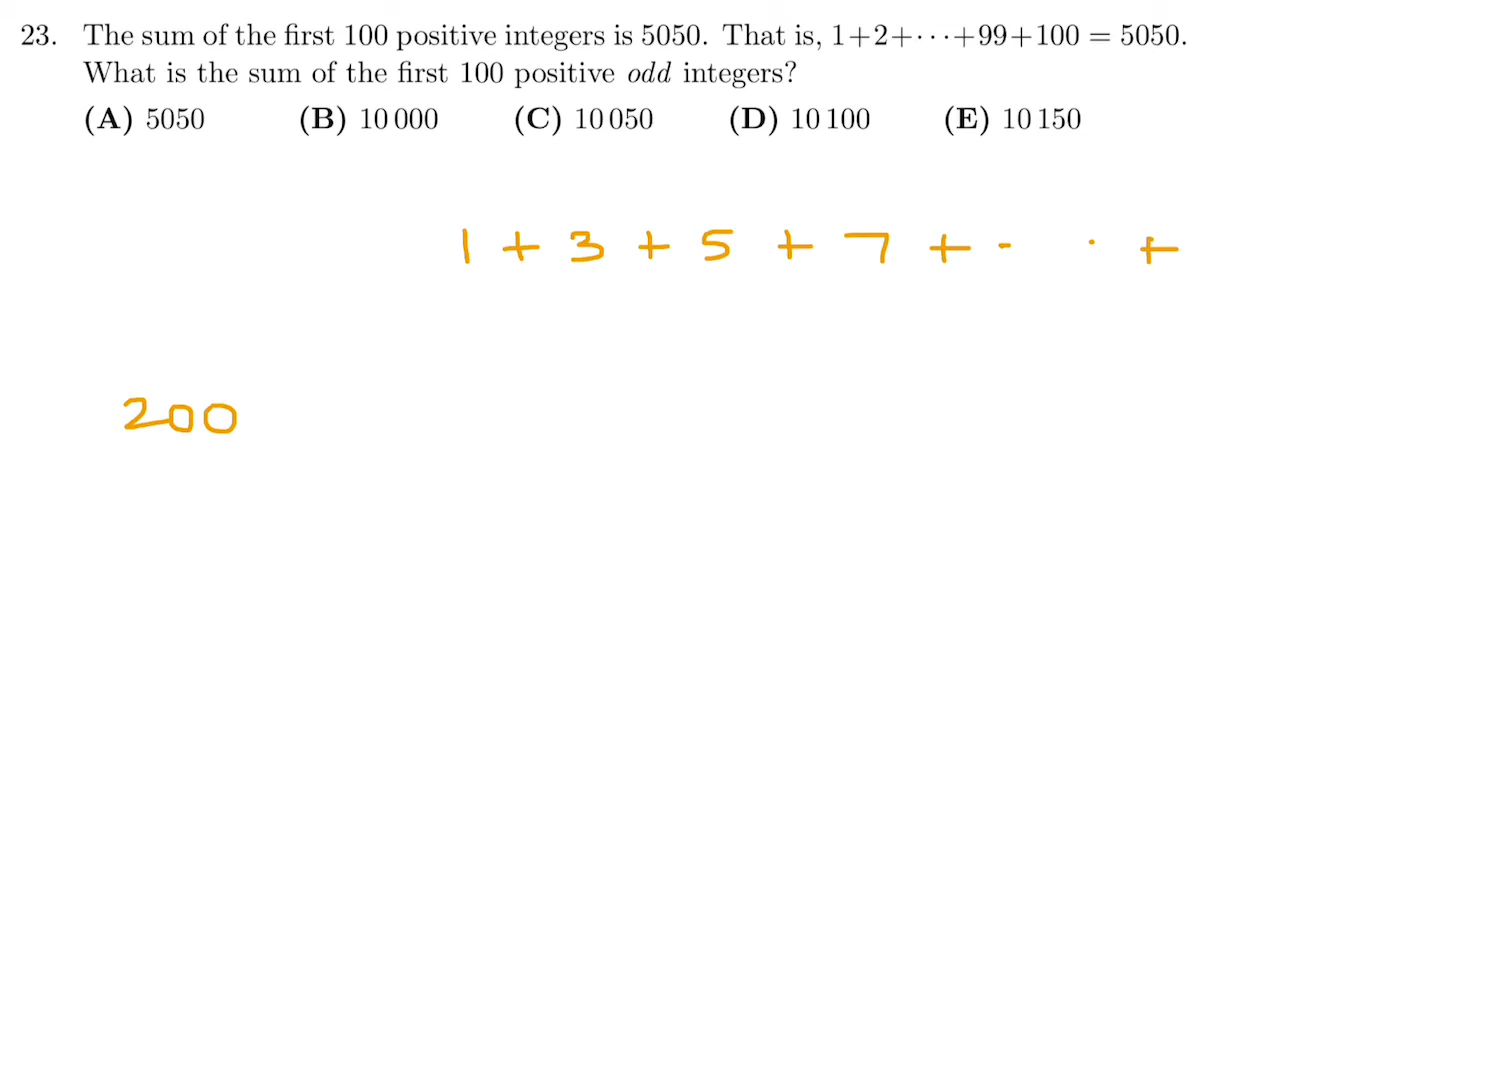 23. The sum of the first 100 positive integers is 5050. That is, 1+2+···+99+100 = 5050.
What is the sum of the first 100 positive odd integers?
(A) 5050 (B) 10 000 (C) 10 050 (D) 10 100 (E) 10 150
1 + 3 + 5 + 7 + - · +
200